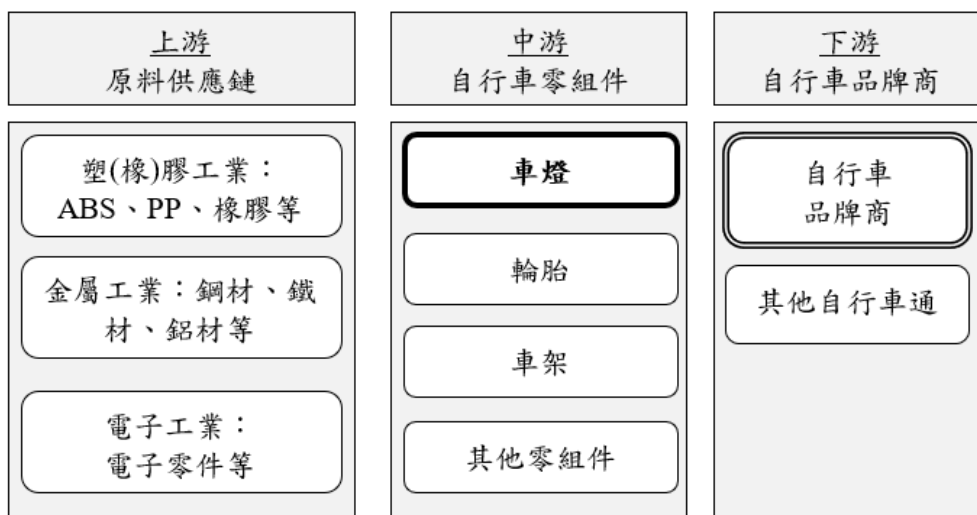 上游
原料供應鏈
塑(橡)膠工業：
ABS、PP、橡膠等
金屬工業：鋼材、鐵
材、鋁材等
電子工業：
電子零件等
中游
自行車零組件
車燈
輪胎
車架
其他零組件
下游
自行車品牌商
自行車
品牌商
其他自行車通